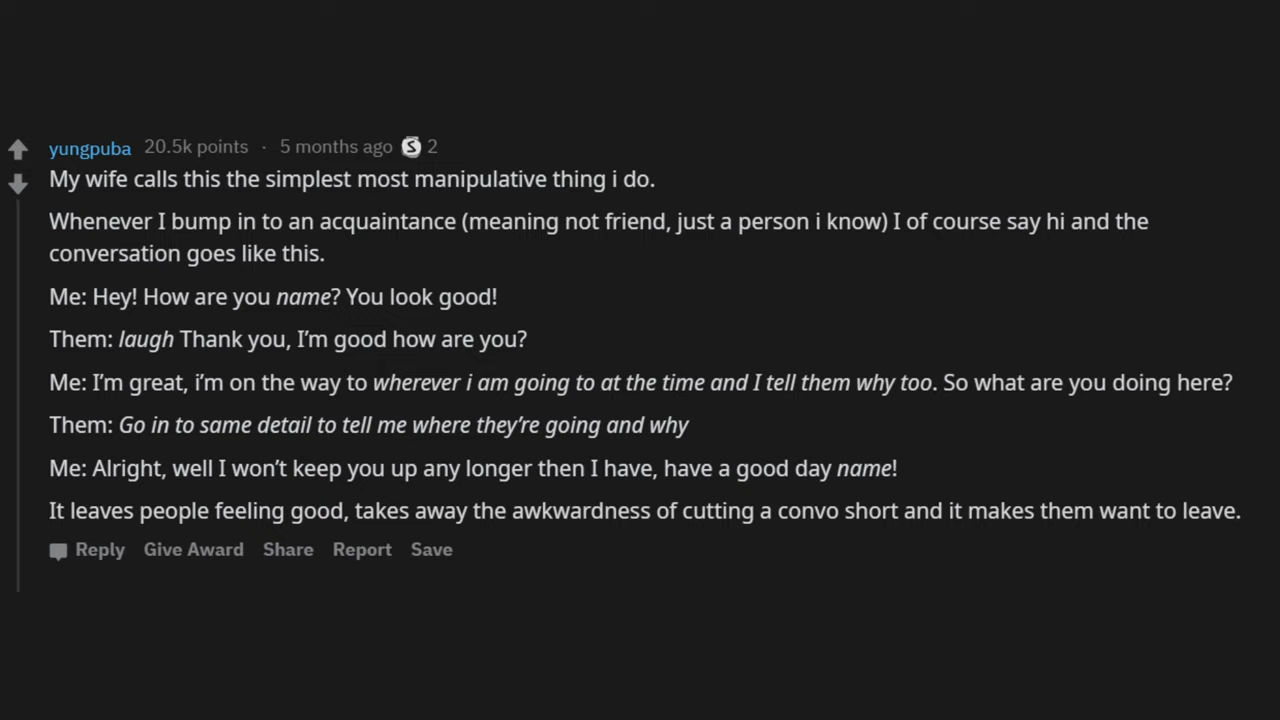 yungpuba 20.5k points · 5 months ago S 2
My wife calls this the simplest most manipulative thing i do.
Whenever I bump in to an acquaintance (meaning not friend, just a person i know) I of course say hi and the
conversation goes like this.
Me: Hey! How are you name? You look good!
Them: laugh Thank you, I'm good how are you?
Me: I'm great, i'm on the way to wherever i am going to at the time and I tell them why too. So what are you doing here?
Them: Go in to same detail to tell me where they're going and why
Me: Alright, well I won't keep you up any longer then I have, have a good day name!
It leaves people feeling good, takes away the awkwardness of cutting a convo short and it makes them want to leave.
Reply Give Award Share Report Save